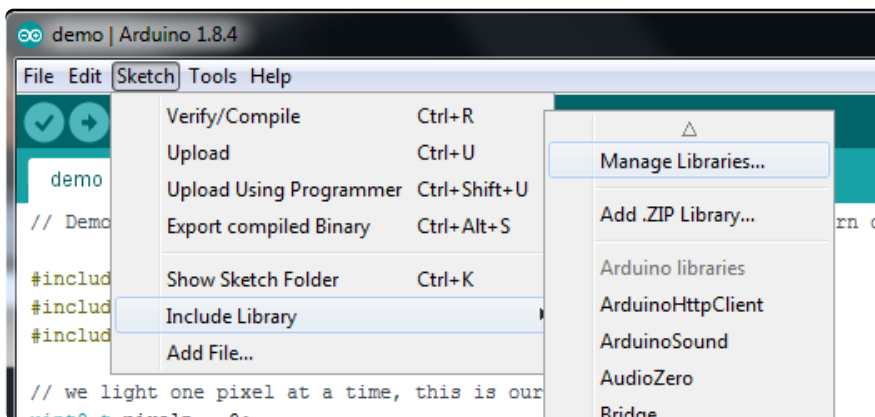 demo | Arduino 1.8.4
File Edit Sketch Tools Help
Verify/Compile Ctrl+R
Upload Ctrl+U
Upload Using Programmer Ctrl+Shift+U
Export compiled Binary Ctrl+Alt+S
Show Sketch Folder Ctrl+K
Include Library
Add File...
Manage Libraries...
Add .ZIP Library...
Arduino libraries
ArduinoHttpClient
ArduinoSound
AudioZero
Bridge
demo
// Demo
#includ
#includ
#includ
// we light one pixel at a time, this is our